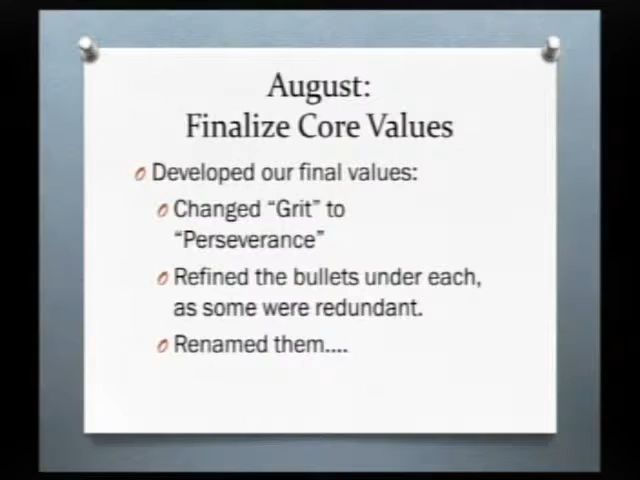 August:
Finalize Core Values
Developed our final values:
Changed “Grit” to
“Perseverance”
Refined the bullets under each,
as some were redundant.
Renamed them....